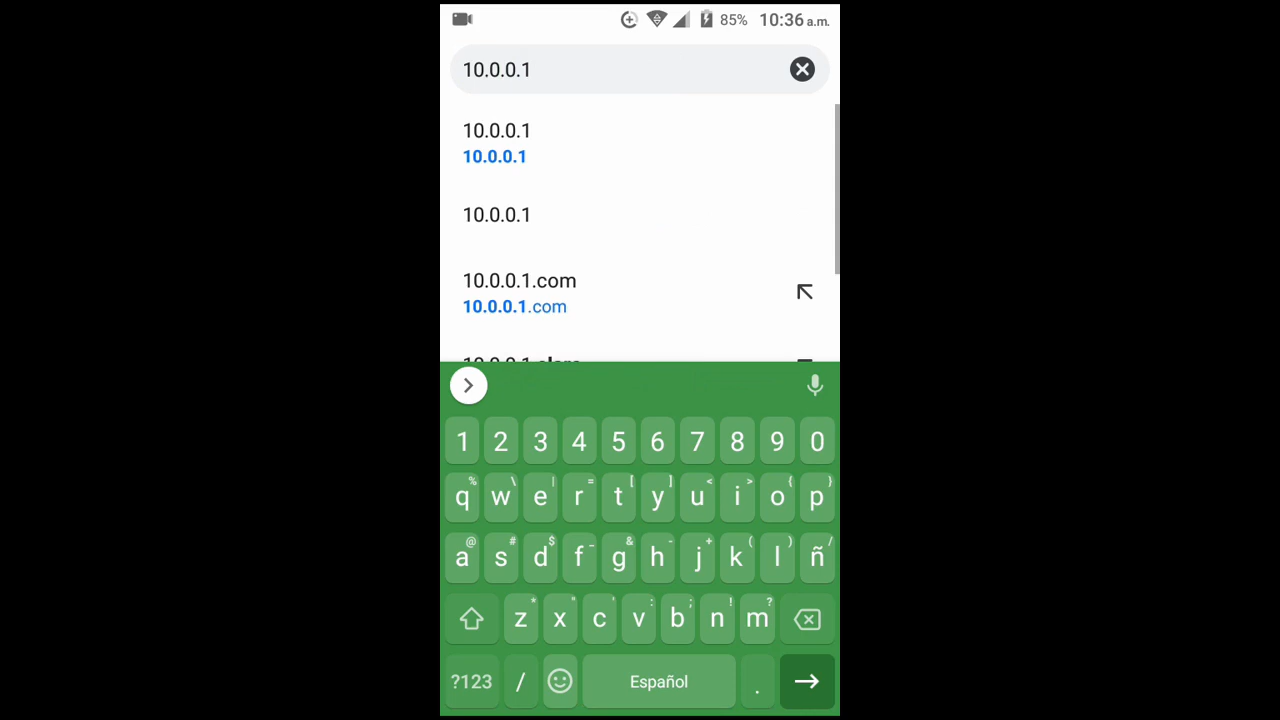 85% 10:36 a.m.
10.0.0.1
10.0.0.1
10.0.0.1
10.0.0.1
10.0.0.1.com
10.0.0.1.com
1 2 3 4 5 6 7 8 9 0
% \ | = [ ] < > { }
q w e r t y u i o p
@ # $ _ & - + ( ) /
a s d f g h j k l ñ
* " ' : ; ! ?
z x c v b n m
?123 / Español .